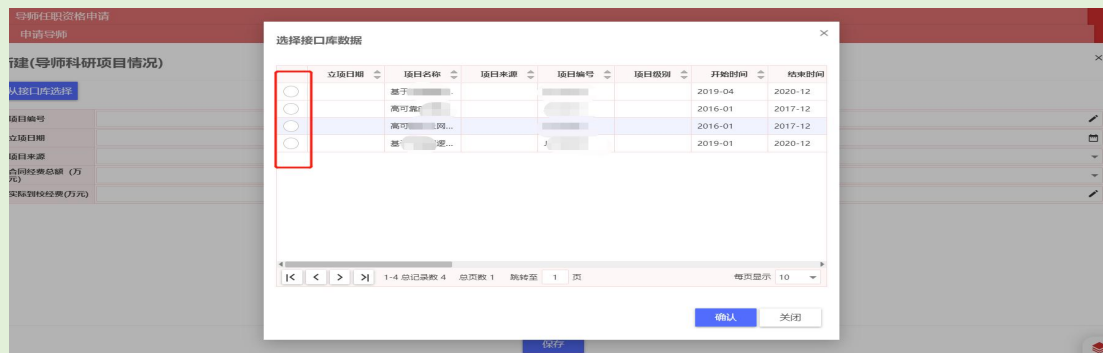 导师任职资格申请
申请导师
选择接口库数据
建(导师科研项目情况)
从接口库选择
立项日期 项目名称 项目来源 项目编号 项目级别 开始时间 结束时间
基于 2019-04 2020-12
高可靠 2016-01 2017-12
高可 网... 2016-01 2017-12
基 2019-01 2020-12
项目编号
立项日期
项目来源
合同经费总额 (万元)
实际到校经费(万元)
1-4 总记录数 4 总页数 1 跳转至 1 页 每页显示 10
确认 关闭
保存